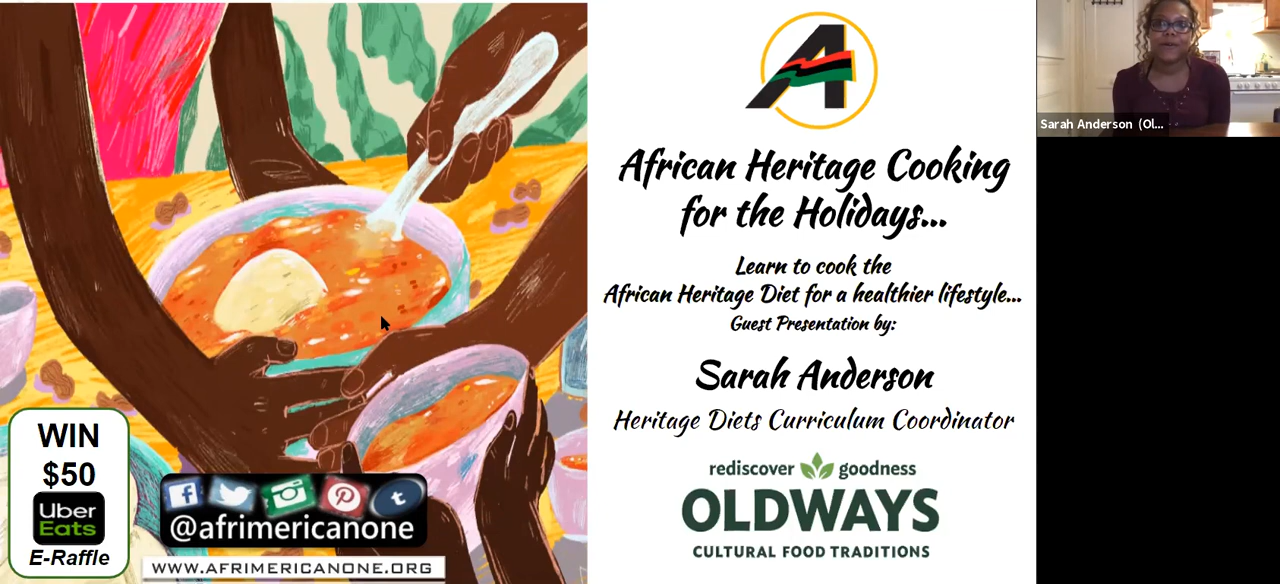 African Heritage Cooking
for the Holidays...
Learn to cook the
African Heritage Diet for a healthier lifestyle...
Guest Presentation by:
Sarah Anderson
Heritage Diets Curriculum Coordinator
rediscover goodness
OLDWAYS
CULTURAL FOOD TRADITIONS
WIN
$50
Uber
Eats
E-Raffle
@afrimericanone
WWW.AFRIMERICANONE.ORG
Sarah Anderson (Ol...